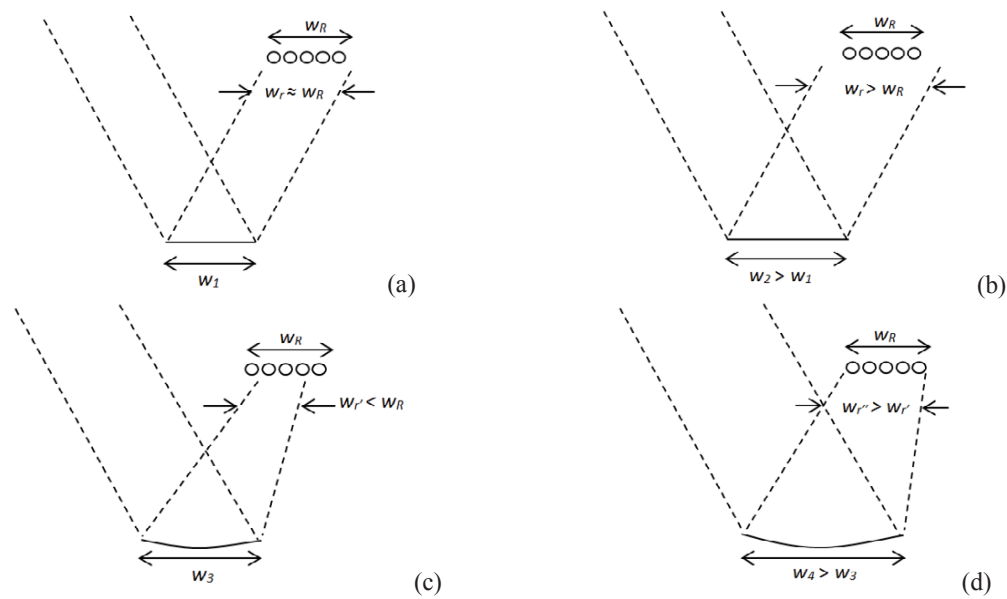 w_R
w_r ≈ w_R
w_1
(a)
w_R
w_r > w_R
w_2 > w_1
(b)
w_R
w_r' < w_R
w_3
(c)
w_R
w_r'' > w_r'
w_4 > w_3
(d)